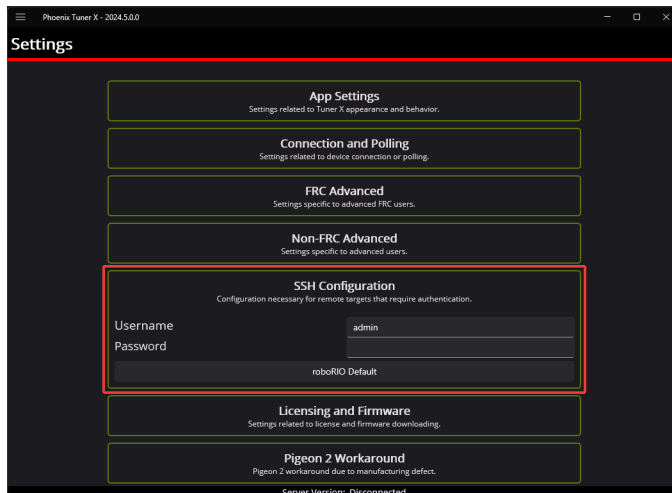 Phoenix Tuner X - 2024.5.0.0
Settings
App Settings
Settings related to Tuner X appearance and behavior.
Connection and Polling
Settings related to device connection or polling.
FRC Advanced
Settings specific to advanced FRC users.
Non-FRC Advanced
Settings specific to advanced users.
SSH Configuration
Configuration necessary for remote targets that require authentication.
Username admin
Password
roboRIO Default
Licensing and Firmware
Settings related to license and firmware downloading.
Pigeon 2 Workaround
Pigeon 2 workaround due to manufacturing defect.
Server Version: Disconnected